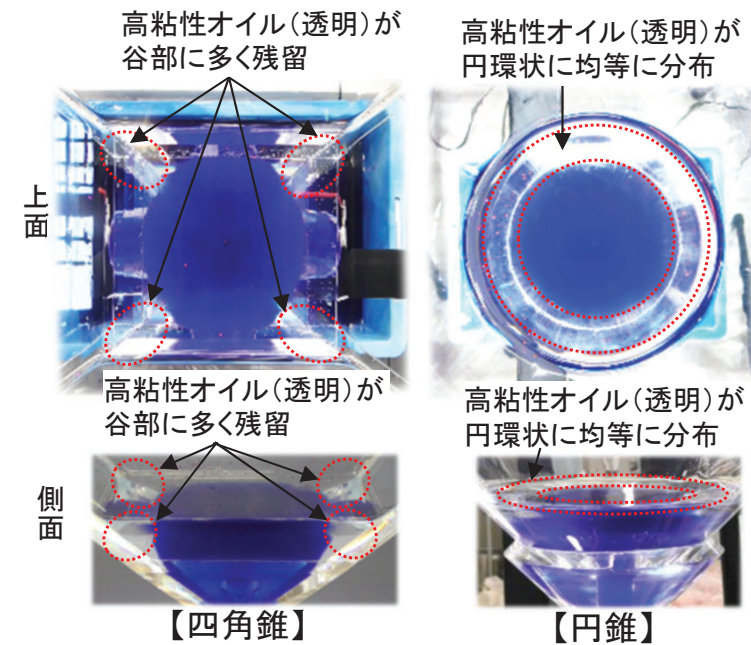 高粘性オイル(透明)が
谷部に多く残留
高粘性オイル(透明)が
円環状に均等に分布
上面
高粘性オイル(透明)が
谷部に多く残留
高粘性オイル(透明)が
円環状に均等に分布
側面
【四角錐】
【円錐】